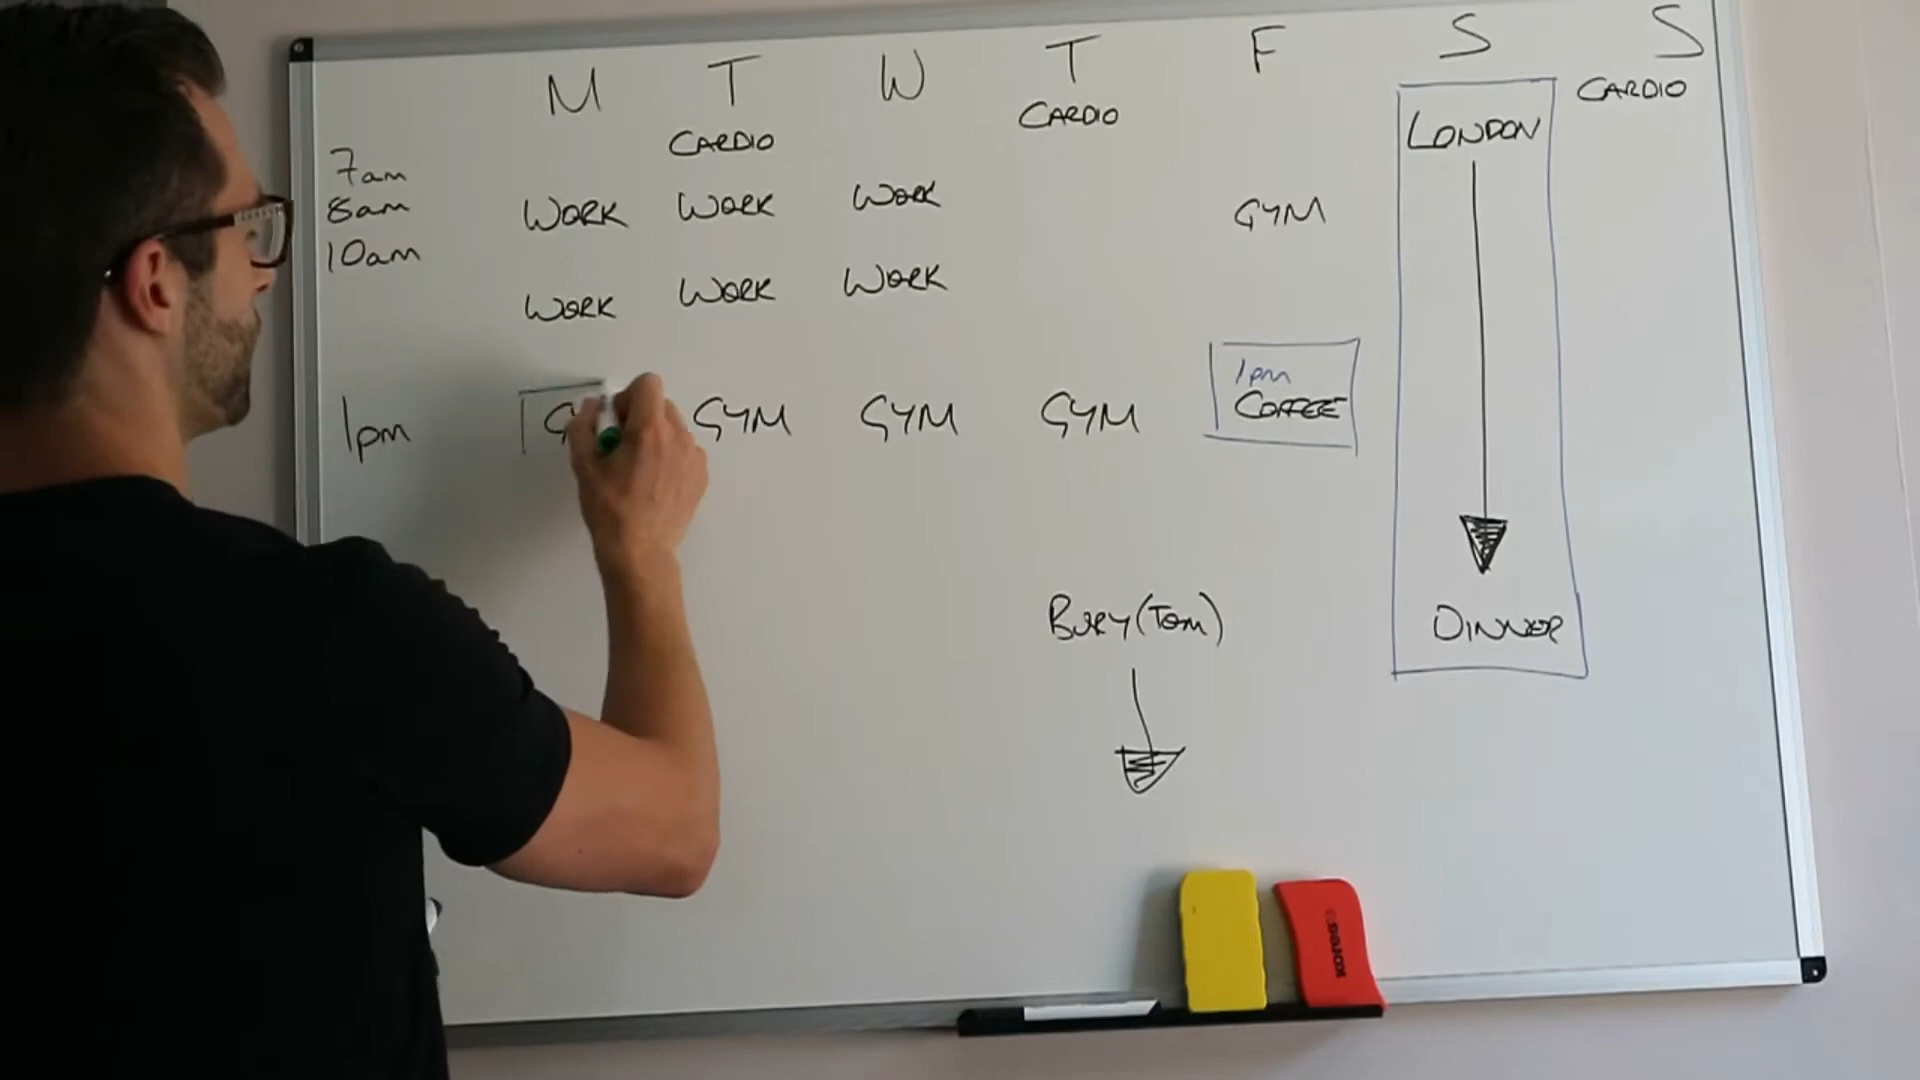 M T W T F S S
CARDIO CARDIO CARDIO
7am
8am WORK WORK WORK GYM LONDON
10am
WORK WORK WORK
1pm GYM GYM GYM 1pm
COFFEE
BURY (TOM) DINNER
KORES